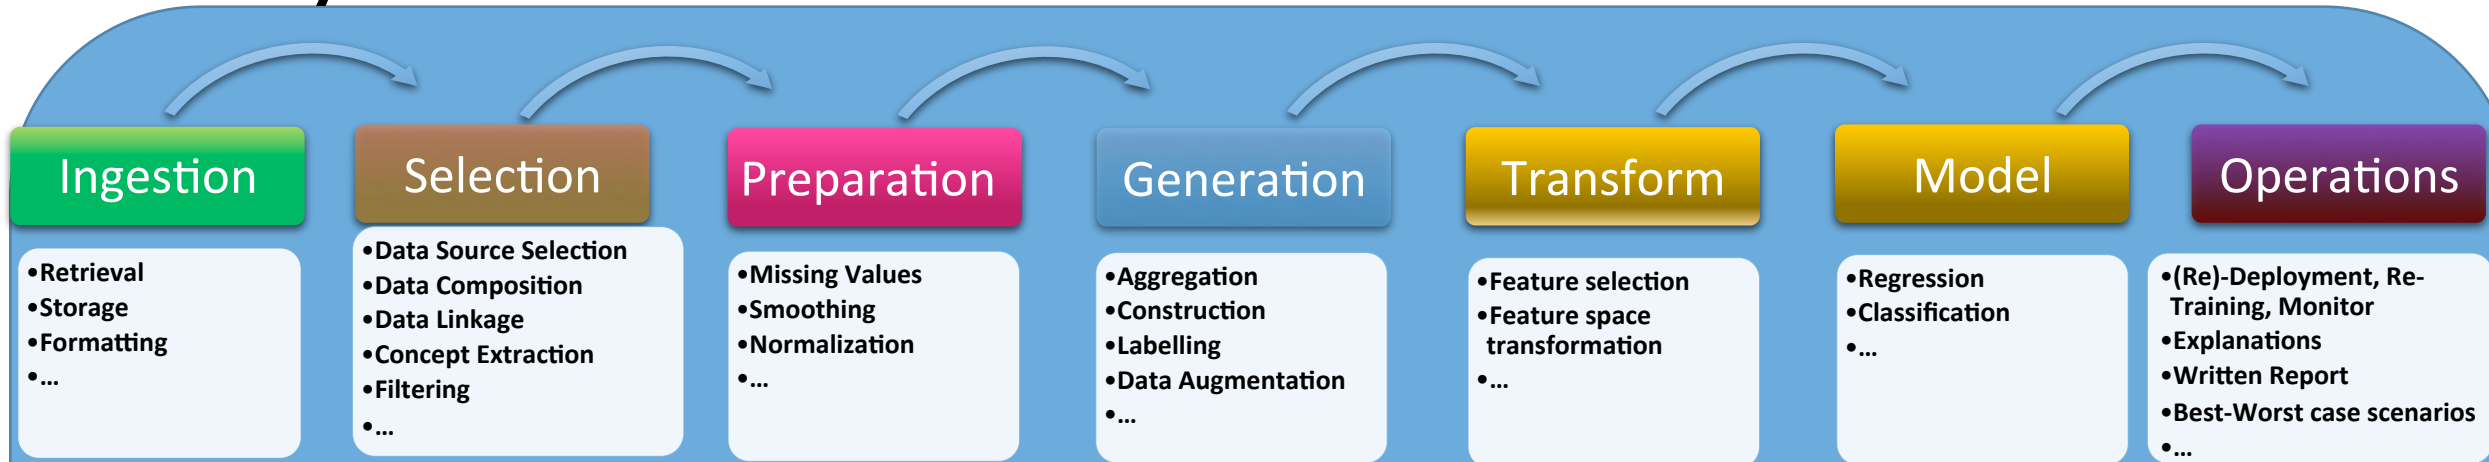 Ingestion
•Retrieval
•Storage
•Formatting
•...
Selection
•Data Source Selection
•Data Composition
•Data Linkage
•Concept Extraction
•Filtering
•...
Preparation
•Missing Values
•Smoothing
•Normalization
•...
Generation
•Aggregation
•Construction
•Labelling
•Data Augmentation
•...
Transform
•Feature selection
•Feature space
transformation
•...
Model
•Regression
•Classification
•...
Operations
•(Re)-Deployment, Re-
Training, Monitor
•Explanations
•Written Report
•Best-Worst case scenarios
•...